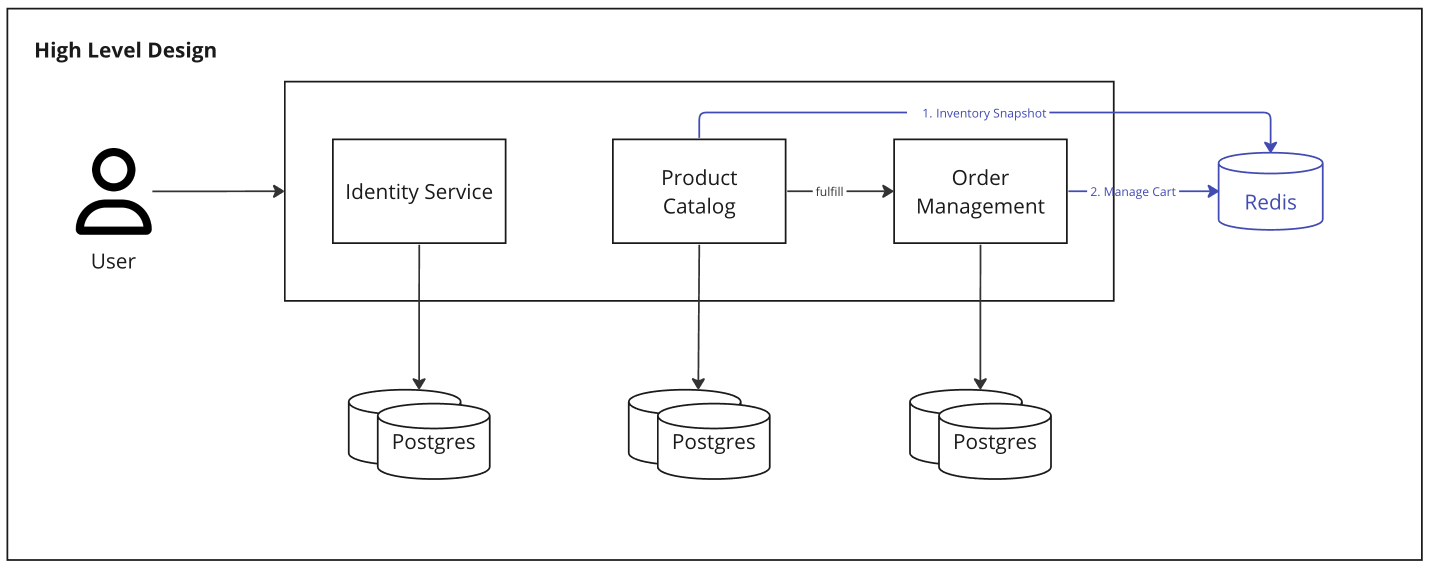 High Level Design
1. Inventory Snapshot
Identity Service
Product
Catalog
fulfill
Order
Management
2. Manage Cart
Redis
User
Postgres
Postgres
Postgres